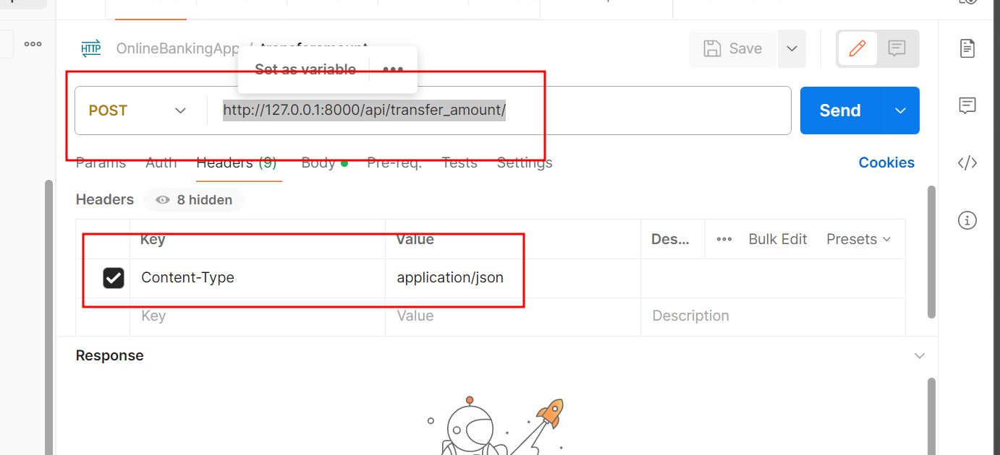 HTTP OnlineBankingApp / transferamount Save
Set as variable
POST http://127.0.0.1:8000/api/transfer_amount/ Send
Params Auth Headers (9) Body Pre-req. Tests Settings Cookies
Headers 8 hidden
Key Value Des... Bulk Edit Presets
Content-Type application/json
Key Value Description
Response